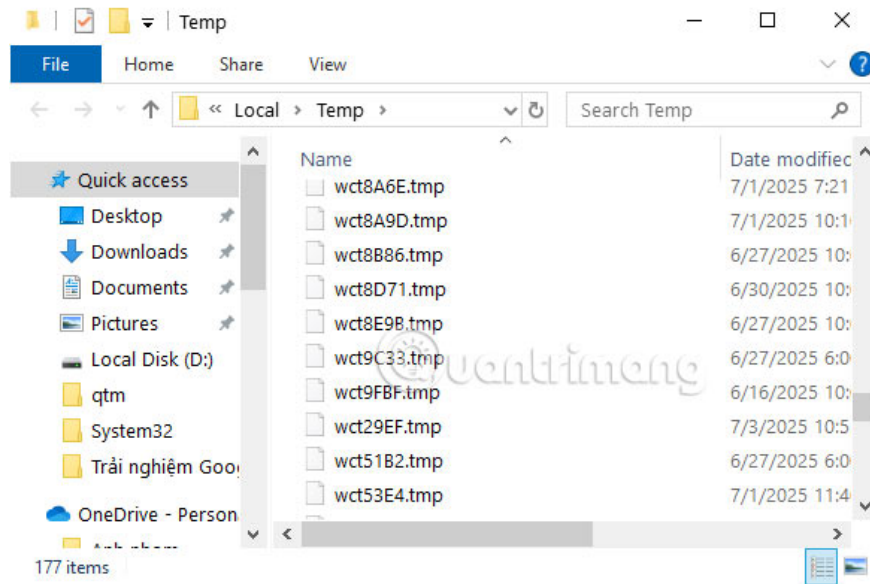 Temp
File Home Share View
« Local > Temp > Search Temp
Name Date modified
Quick access
Desktop
Downloads
Documents
Pictures
Local Disk (D:)
qtm
System32
Trải nghiệm Goo
OneDrive - Person
wct8A6E.tmp 7/1/2025 7:21
wct8A9D.tmp 7/1/2025 10:1
wct8B86.tmp 6/27/2025 10:
wct8D71.tmp 6/30/2025 10:
wct8E9B.tmp 6/27/2025 10:
wct9C33.tmp 6/27/2025 6:0
wct9FBF.tmp 6/16/2025 10:
wct29EF.tmp 7/3/2025 10:5
wct51B2.tmp 6/27/2025 6:0
wct53E4.tmp 7/1/2025 11:4
Quantrimang
177 items